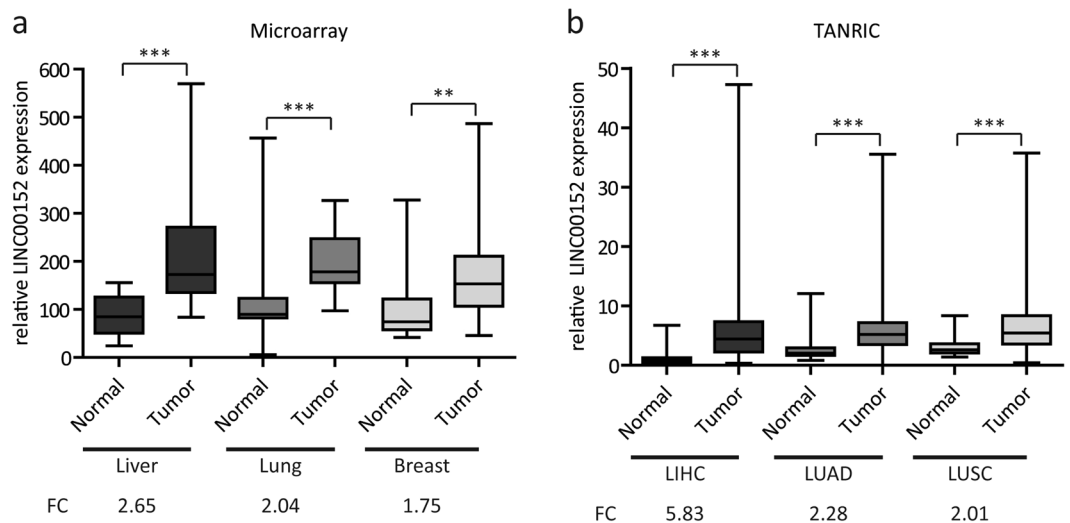 a
Microarray
relative LINC00152 expression
600
500
400
300
200
100
0
***
***
**
Normal
Tumor
Normal
Tumor
Normal
Tumor
Liver
Lung
Breast
FC
2.65
2.04
1.75
b
TANRIC
relative LINC00152 expression
50
40
30
20
10
0
***
***
***
Normal
Tumor
Normal
Tumor
Normal
Tumor
LIHC
LUAD
LUSC
FC
5.83
2.28
2.01